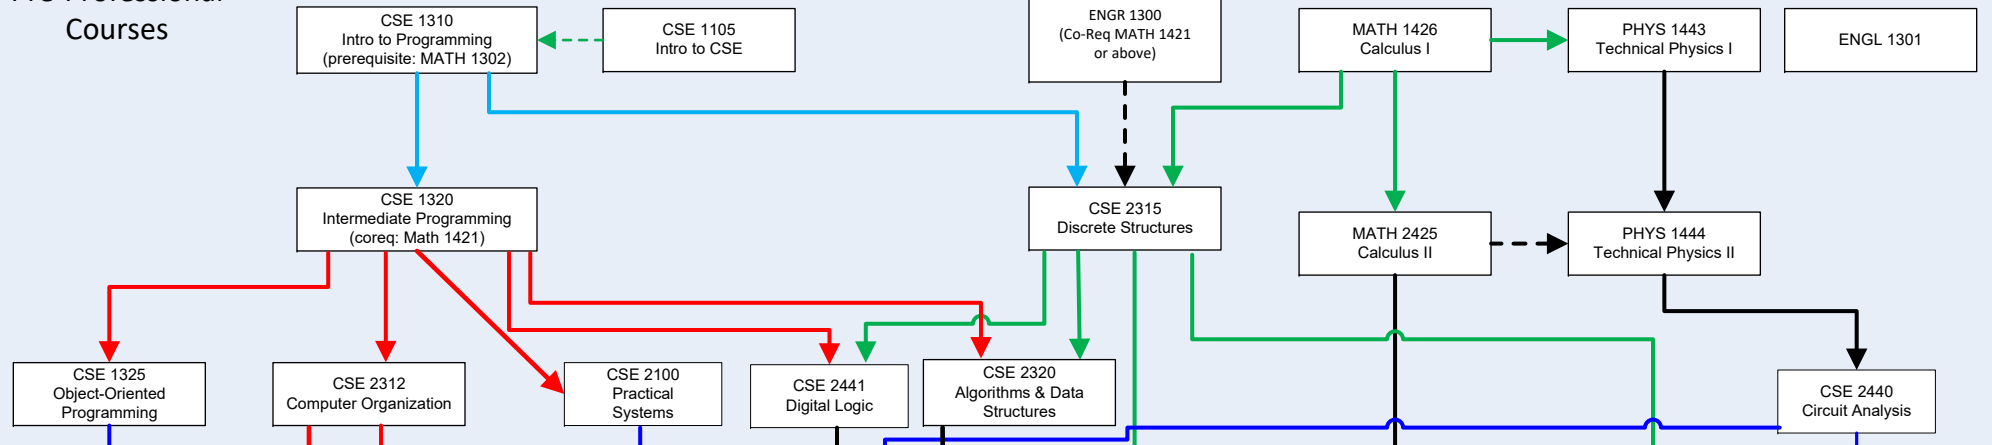 Courses
CSE 1310
Intro to Programming
(prerequisite: MATH 1302)
CSE 1105
Intro to CSE
ENGR 1300
(Co-Req MATH 1421
or above)
MATH 1426
Calculus I
PHYS 1443
Technical Physics I
ENGL 1301
CSE 1320
Intermediate Programming
(coreq: Math 1421)
CSE 2315
Discrete Structures
MATH 2425
Calculus II
PHYS 1444
Technical Physics II
CSE 1325
Object-Oriented
Programming
CSE 2312
Computer Organization
CSE 2100
Practical
Systems
CSE 2441
Digital Logic
CSE 2320
Algorithms & Data
Structures
CSE 2440
Circuit Analysis